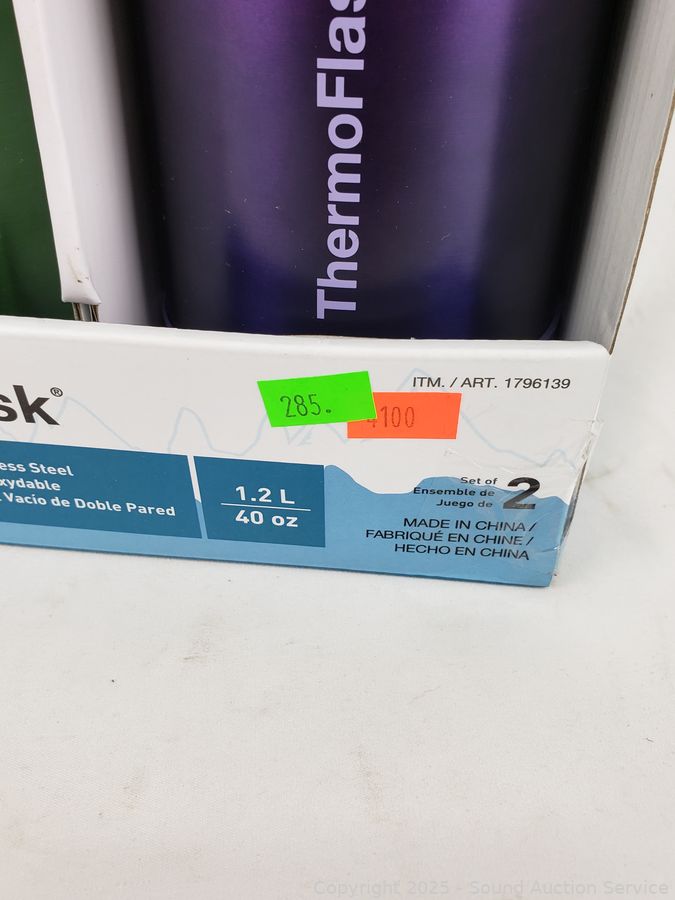 ThermoFlas
ITM. / ART. 1796139
sk®
285.
4100
ess Steel
xydable
Vacío de Doble Pared
1.2 L
40 oz
Set of
Ensemble de
Juego de
2
MADE IN CHINA /
FABRIQUÉ EN CHINE /
HECHO EN CHINA
Copyright 2025 - Sound Auction Service